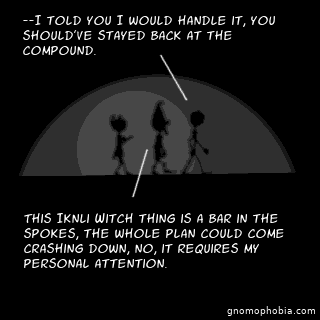 --I TOLD YOU I WOULD HANDLE IT, YOU
SHOULD'VE STAYED BACK AT THE
COMPOUND.
THIS IKNLI WITCH THING IS A BAR IN THE
SPOKES, THE WHOLE PLAN COULD COME
CRASHING DOWN, NO, IT REQUIRES MY
PERSONAL ATTENTION.
gnomophobia.com